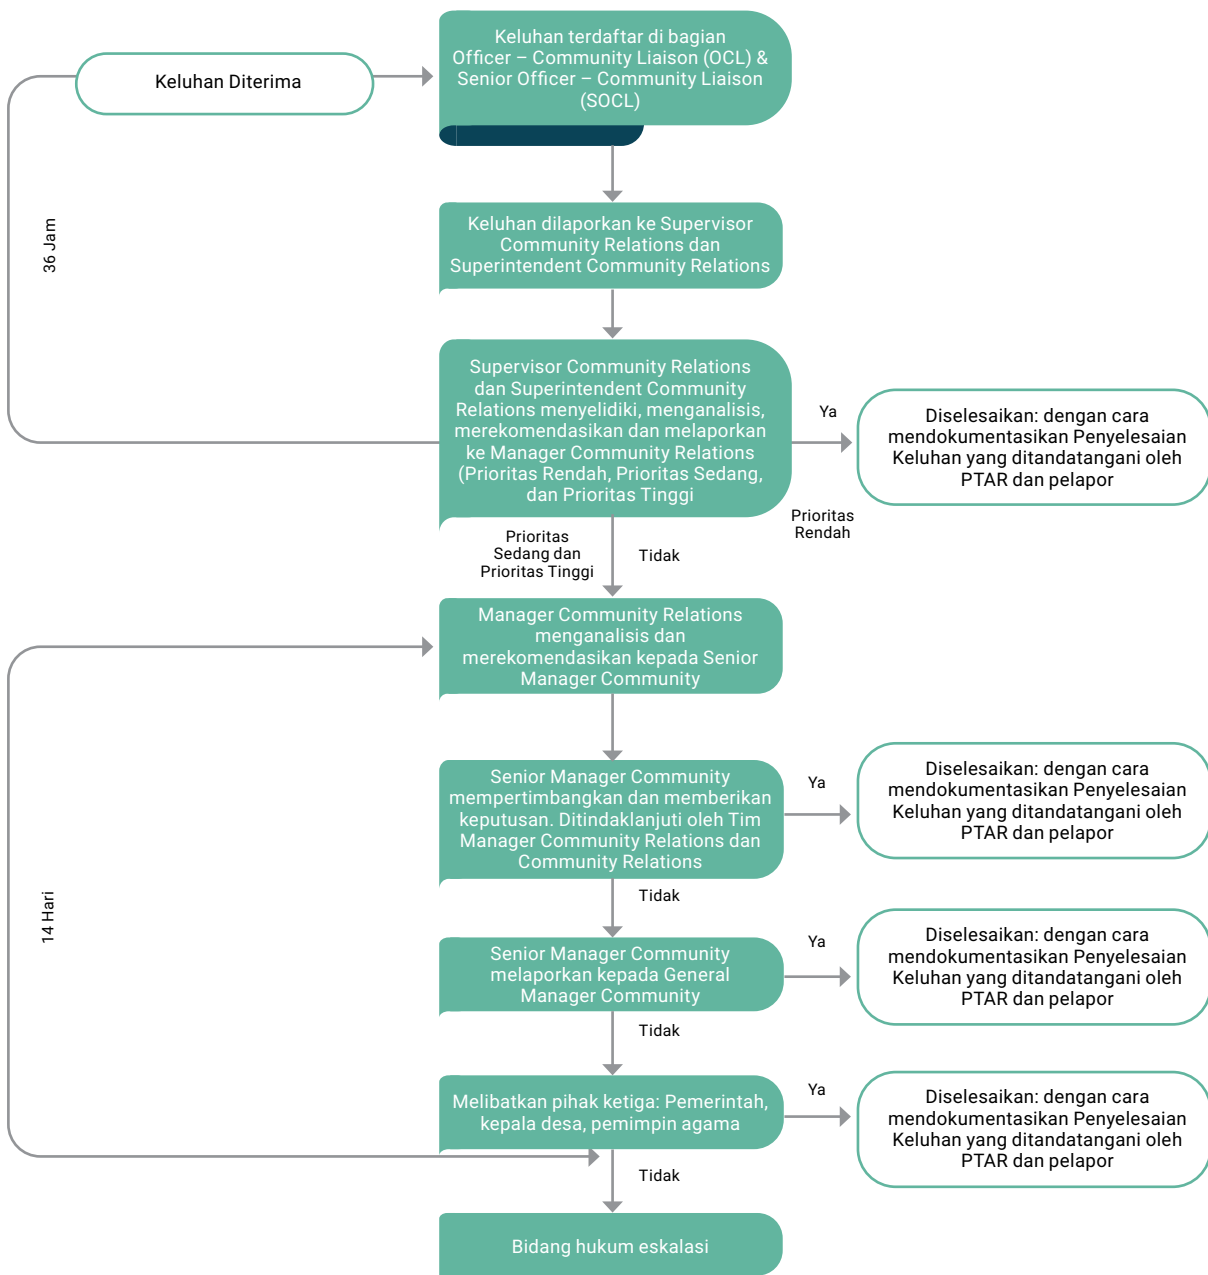 Keluhan Diterima
Keluhan terdaftar di bagian
Officer – Community Liaison (OCL) &
Senior Officer – Community Liaison
(SOCL)
36 Jam
Keluhan dilaporkan ke Supervisor
Community Relations dan
Superintendent Community Relations
Supervisor Community Relations
dan Superintendent Community
Relations menyelidiki, menganalisis,
merekomendasikan dan melaporkan
ke Manager Community Relations
(Prioritas Rendah, Prioritas Sedang,
dan Prioritas Tinggi
Ya
Prioritas
Rendah
Diselesaikan: dengan cara
mendokumentasikan Penyelesaian
Keluhan yang ditandatangani oleh
PTAR dan pelapor
Prioritas
Sedang dan
Prioritas Tinggi
Tidak
Manager Community Relations
menganalisis dan
merekomendasikan kepada Senior
Manager Community
14 Hari
Senior Manager Community
mempertimbangkan dan memberikan
keputusan. Ditindaklanjuti oleh Tim
Manager Community Relations dan
Community Relations
Ya
Diselesaikan: dengan cara
mendokumentasikan Penyelesaian
Keluhan yang ditandatangani oleh
PTAR dan pelapor
Tidak
Senior Manager Community
melaporkan kepada General
Manager Community
Ya
Diselesaikan: dengan cara
mendokumentasikan Penyelesaian
Keluhan yang ditandatangani oleh
PTAR dan pelapor
Tidak
Melibatkan pihak ketiga: Pemerintah,
kepala desa, pemimpin agama
Ya
Diselesaikan: dengan cara
mendokumentasikan Penyelesaian
Keluhan yang ditandatangani oleh
PTAR dan pelapor
Tidak
Bidang hukum eskalasi